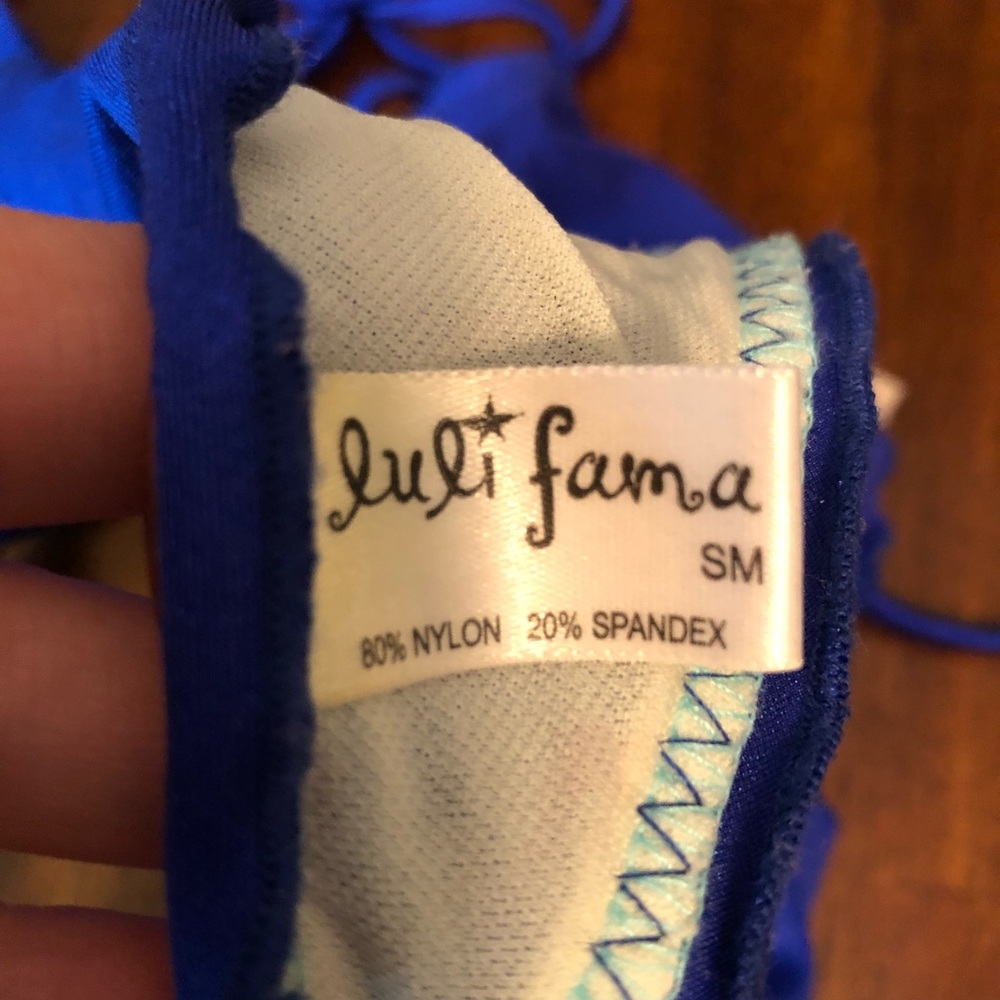 luli fama
SM
80% NYLON 20% SPANDEX